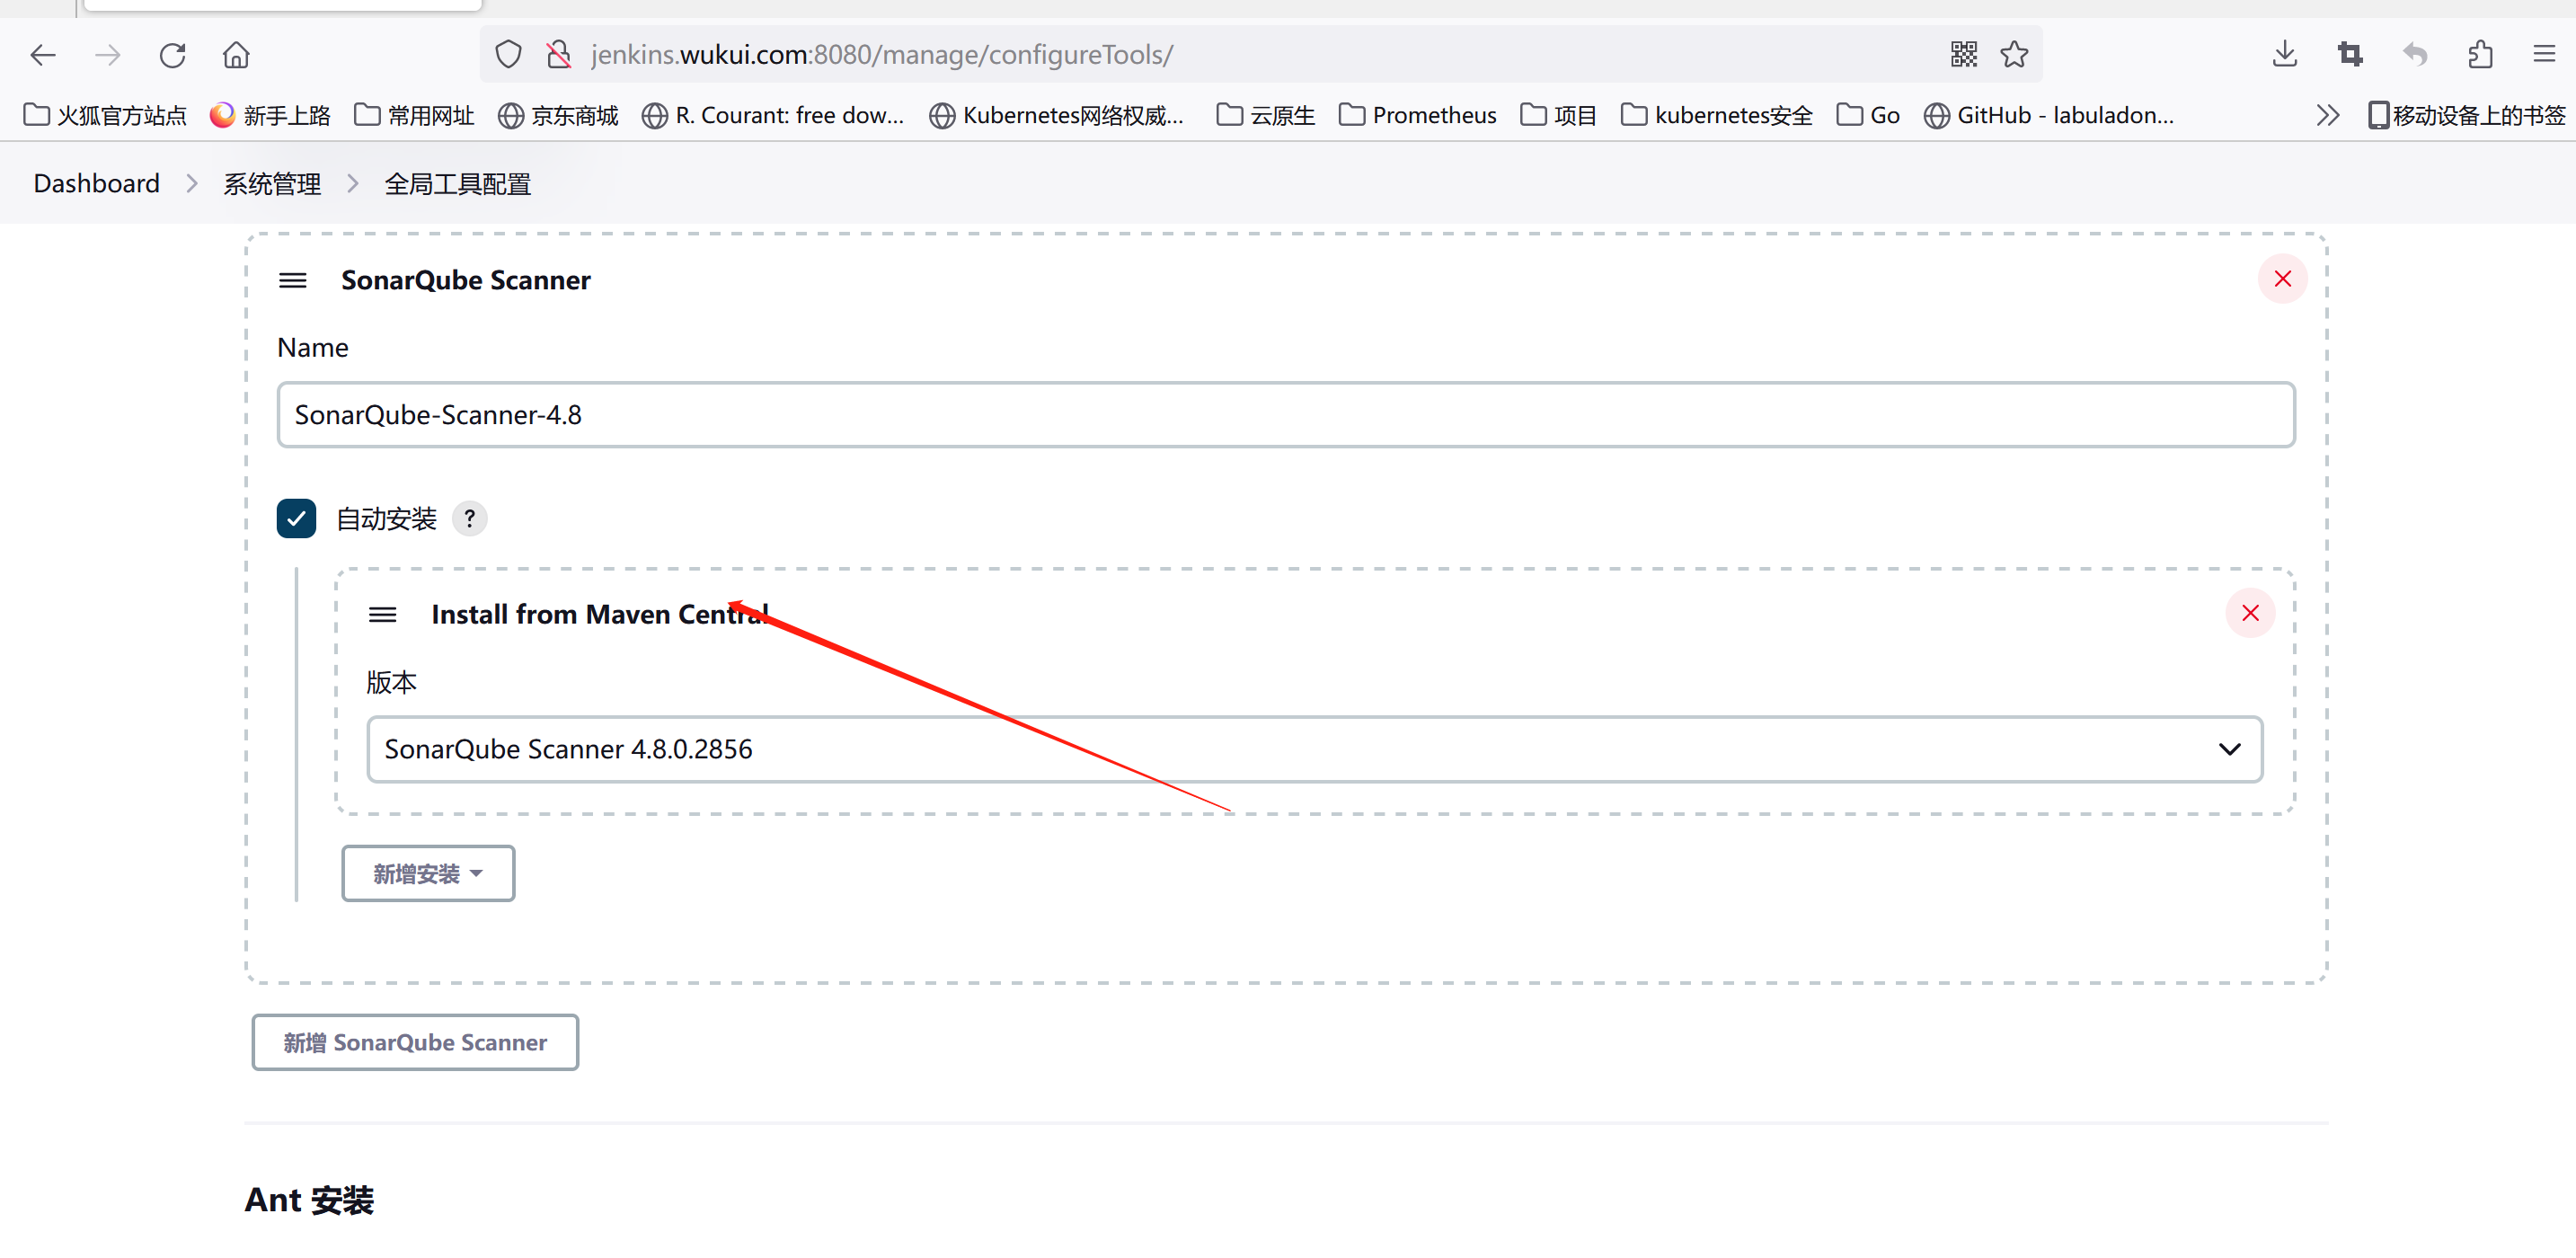 jenkins.wukui.com:8080/manage/configureTools/
火狐官方站点 新手上路 常用网址 京东商城 R. Courant: free dow... Kubernetes网络权威... 云原生 Prometheus 项目 kubernetes安全 Go GitHub - labuladon... 移动设备上的书签
Dashboard 系统管理 全局工具配置
SonarQube Scanner
Name
SonarQube-Scanner-4.8
自动安装 ?
Install from Maven Central
版本
SonarQube Scanner 4.8.0.2856
新增安装
新增 SonarQube Scanner
Ant 安装